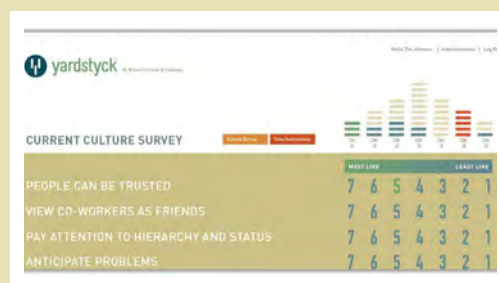 yardstyck
CURRENT CULTURE SURVEY
MOST LIKE LEAST LIKE
PEOPLE CAN BE TRUSTED 7 6 5 4 3 2 1
VIEW CO-WORKERS AS FRIENDS 7 6 5 4 3 2 1
PAY ATTENTION TO HIERARCHY AND STATUS 7 6 5 4 3 2 1
ANTICIPATE PROBLEMS 7 6 5 4 3 2 1